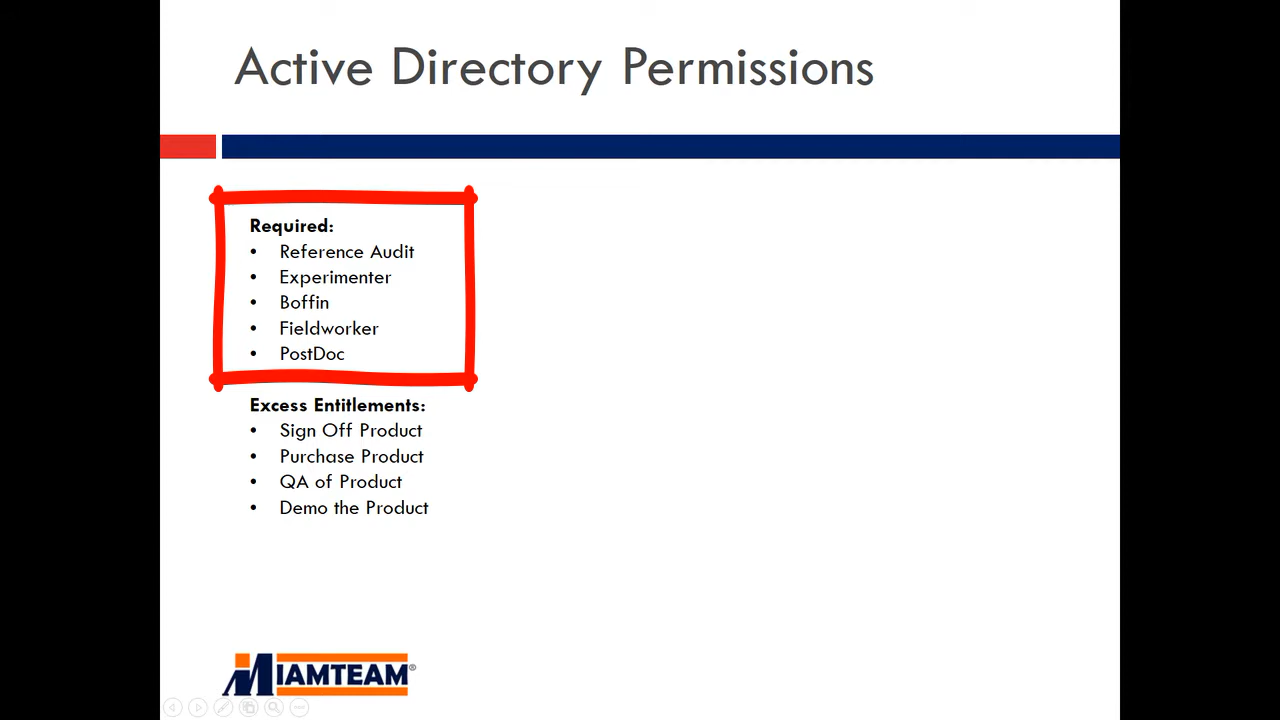 Active Directory Permissions
Required:
• Reference Audit
• Experimenter
• Boffin
• Fieldworker
• PostDoc
Excess Entitlements:
• Sign Off Product
• Purchase Product
• QA of Product
• Demo the Product
IAMTEAM®